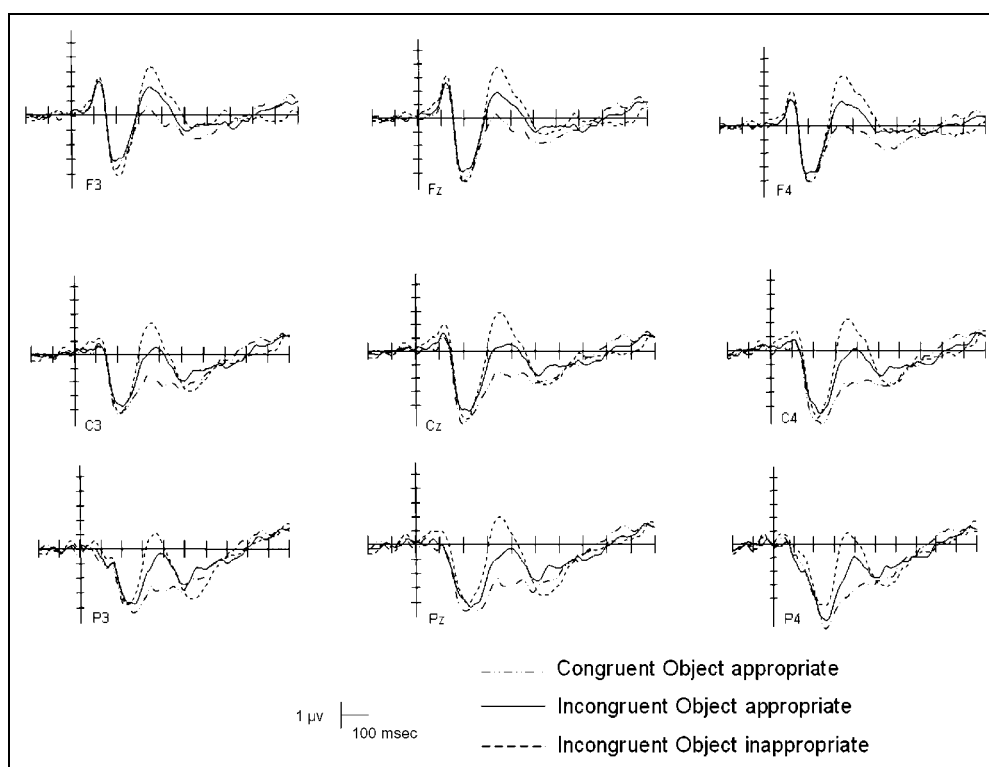 F3 Fz F4
C3 Cz C4
P3 Pz P4
Congruent Object appropriate
1 µv
100 msec
Incongruent Object appropriate
Incongruent Object inappropriate